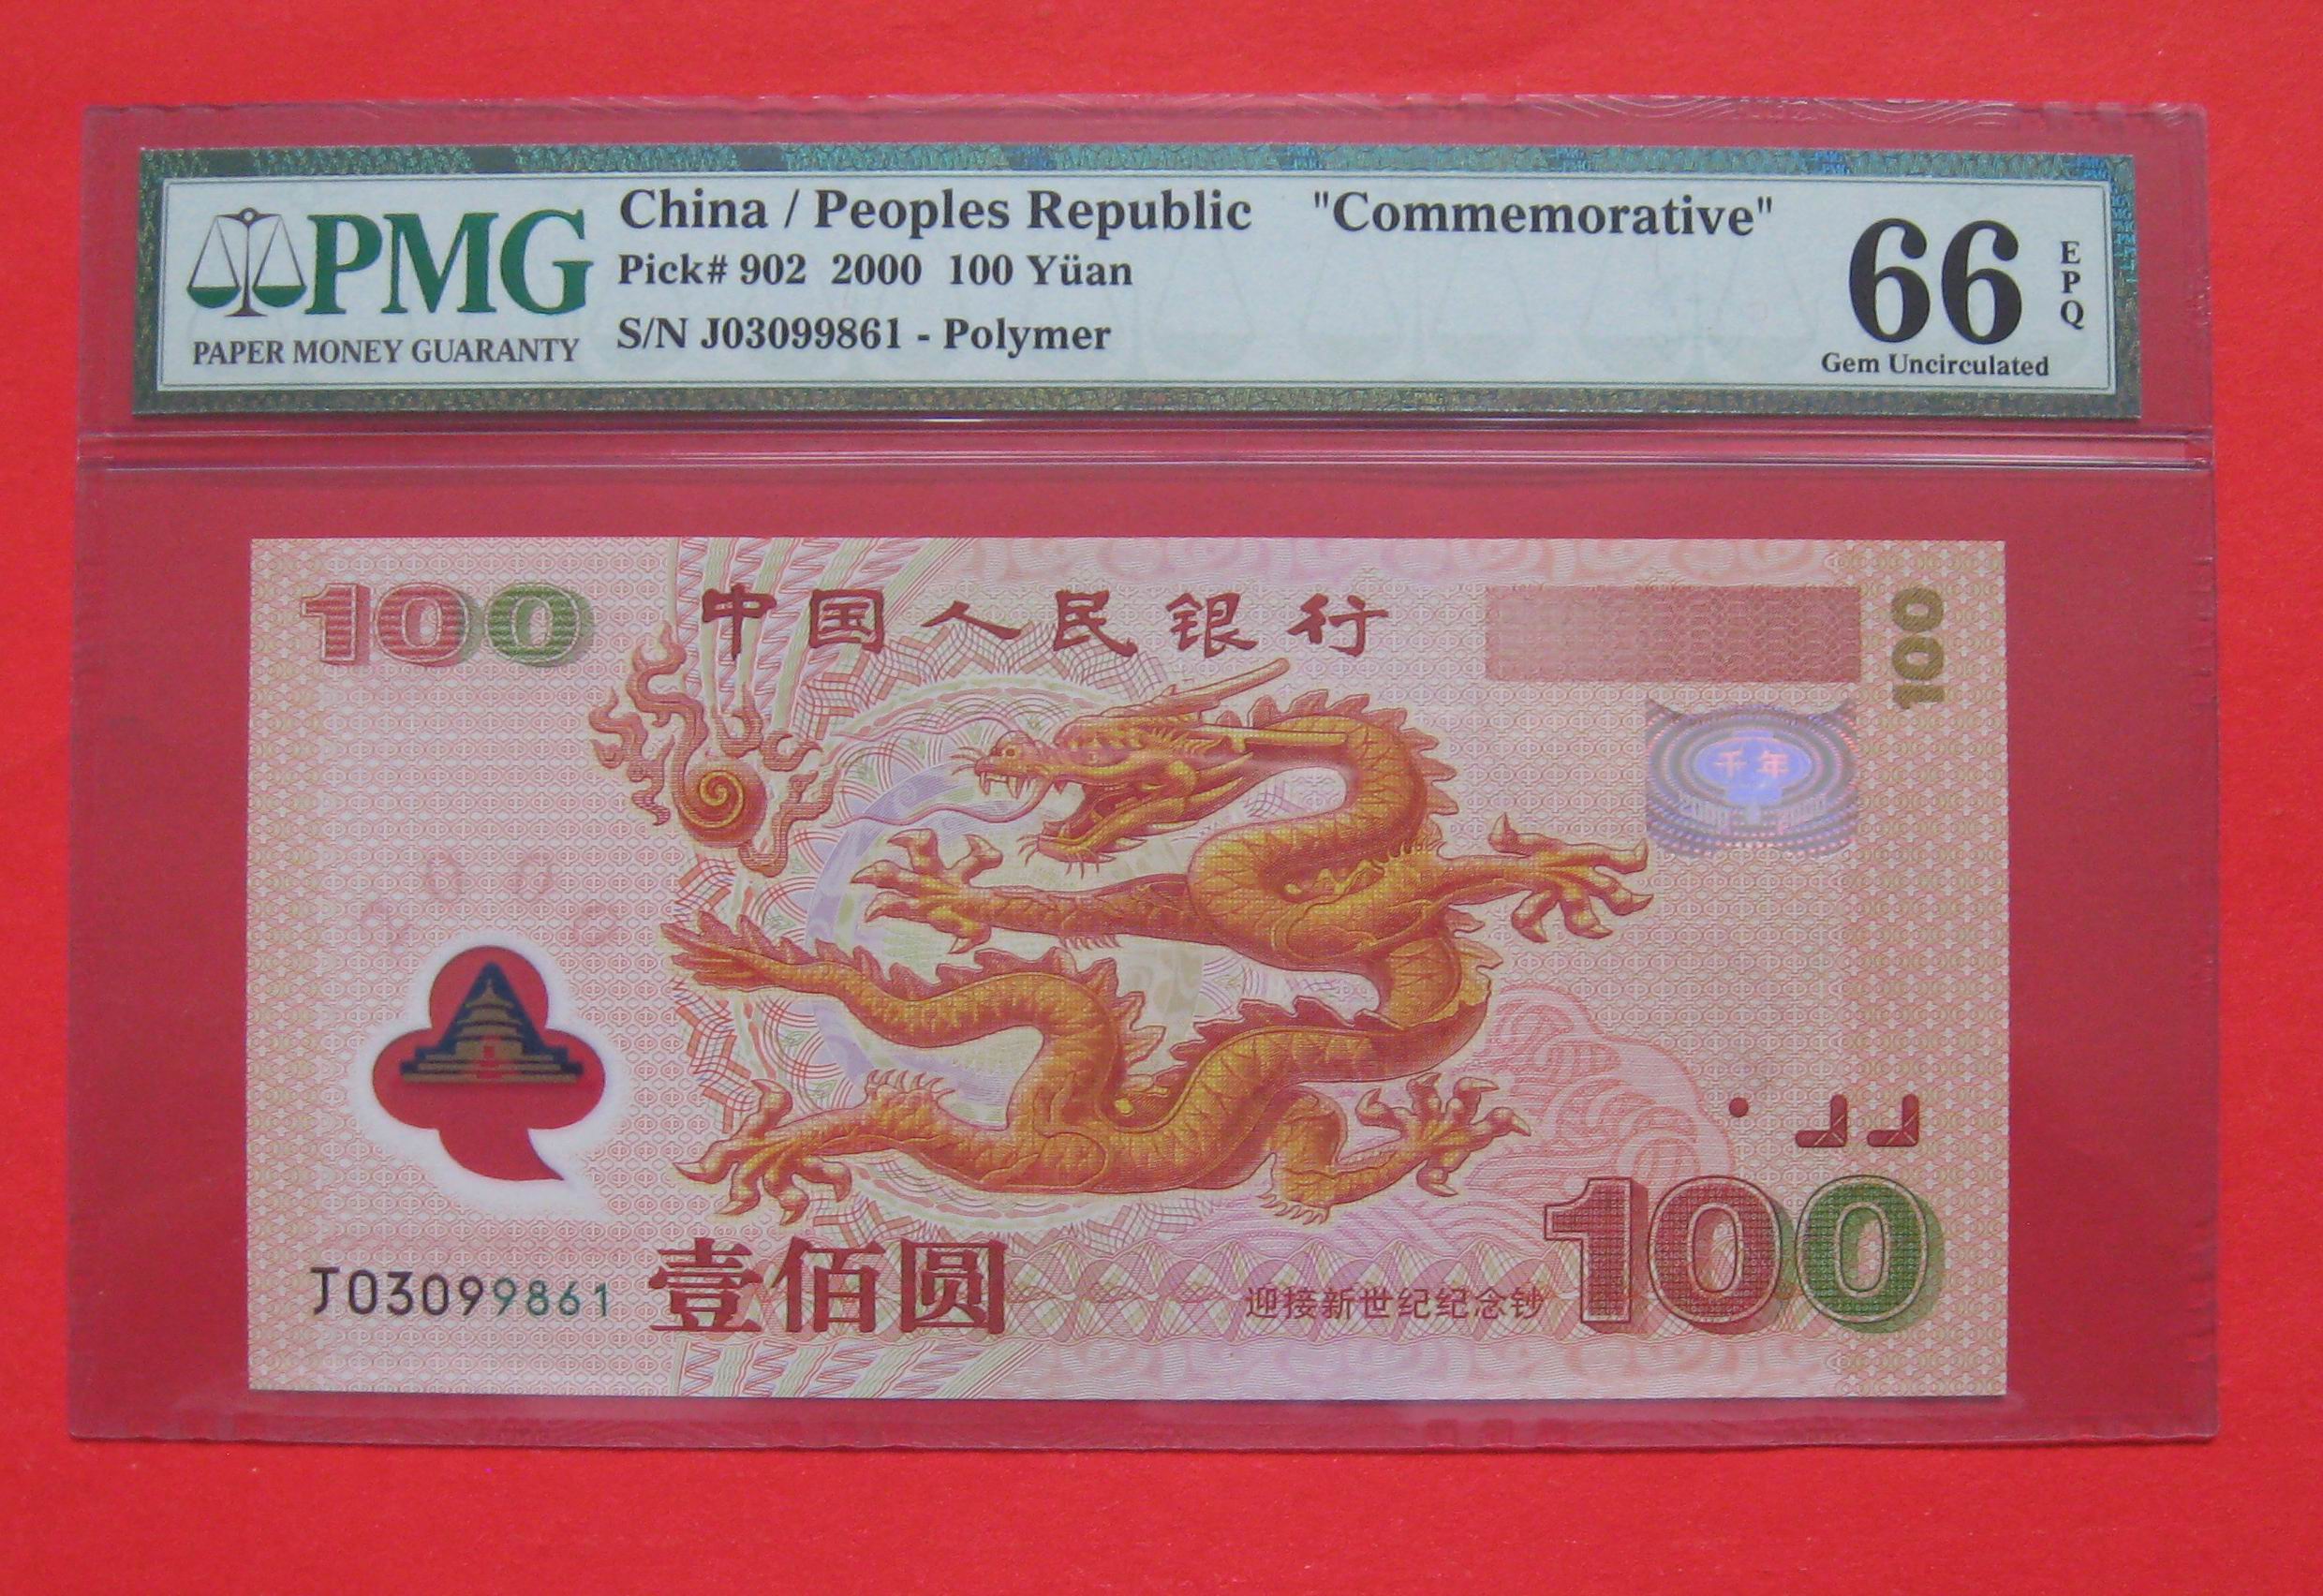 China / Peoples Republic "Commemorative"
Pick# 902 2000 100 Yüan
S/N J03099861 - Polymer
PMG
PAPER MONEY GUARANTY
66
EPQ
Gem Uncirculated
100
中国人民银行
100
千年
2000 2000
J03099861
壹佰圆
迎接新世纪纪念钞
100